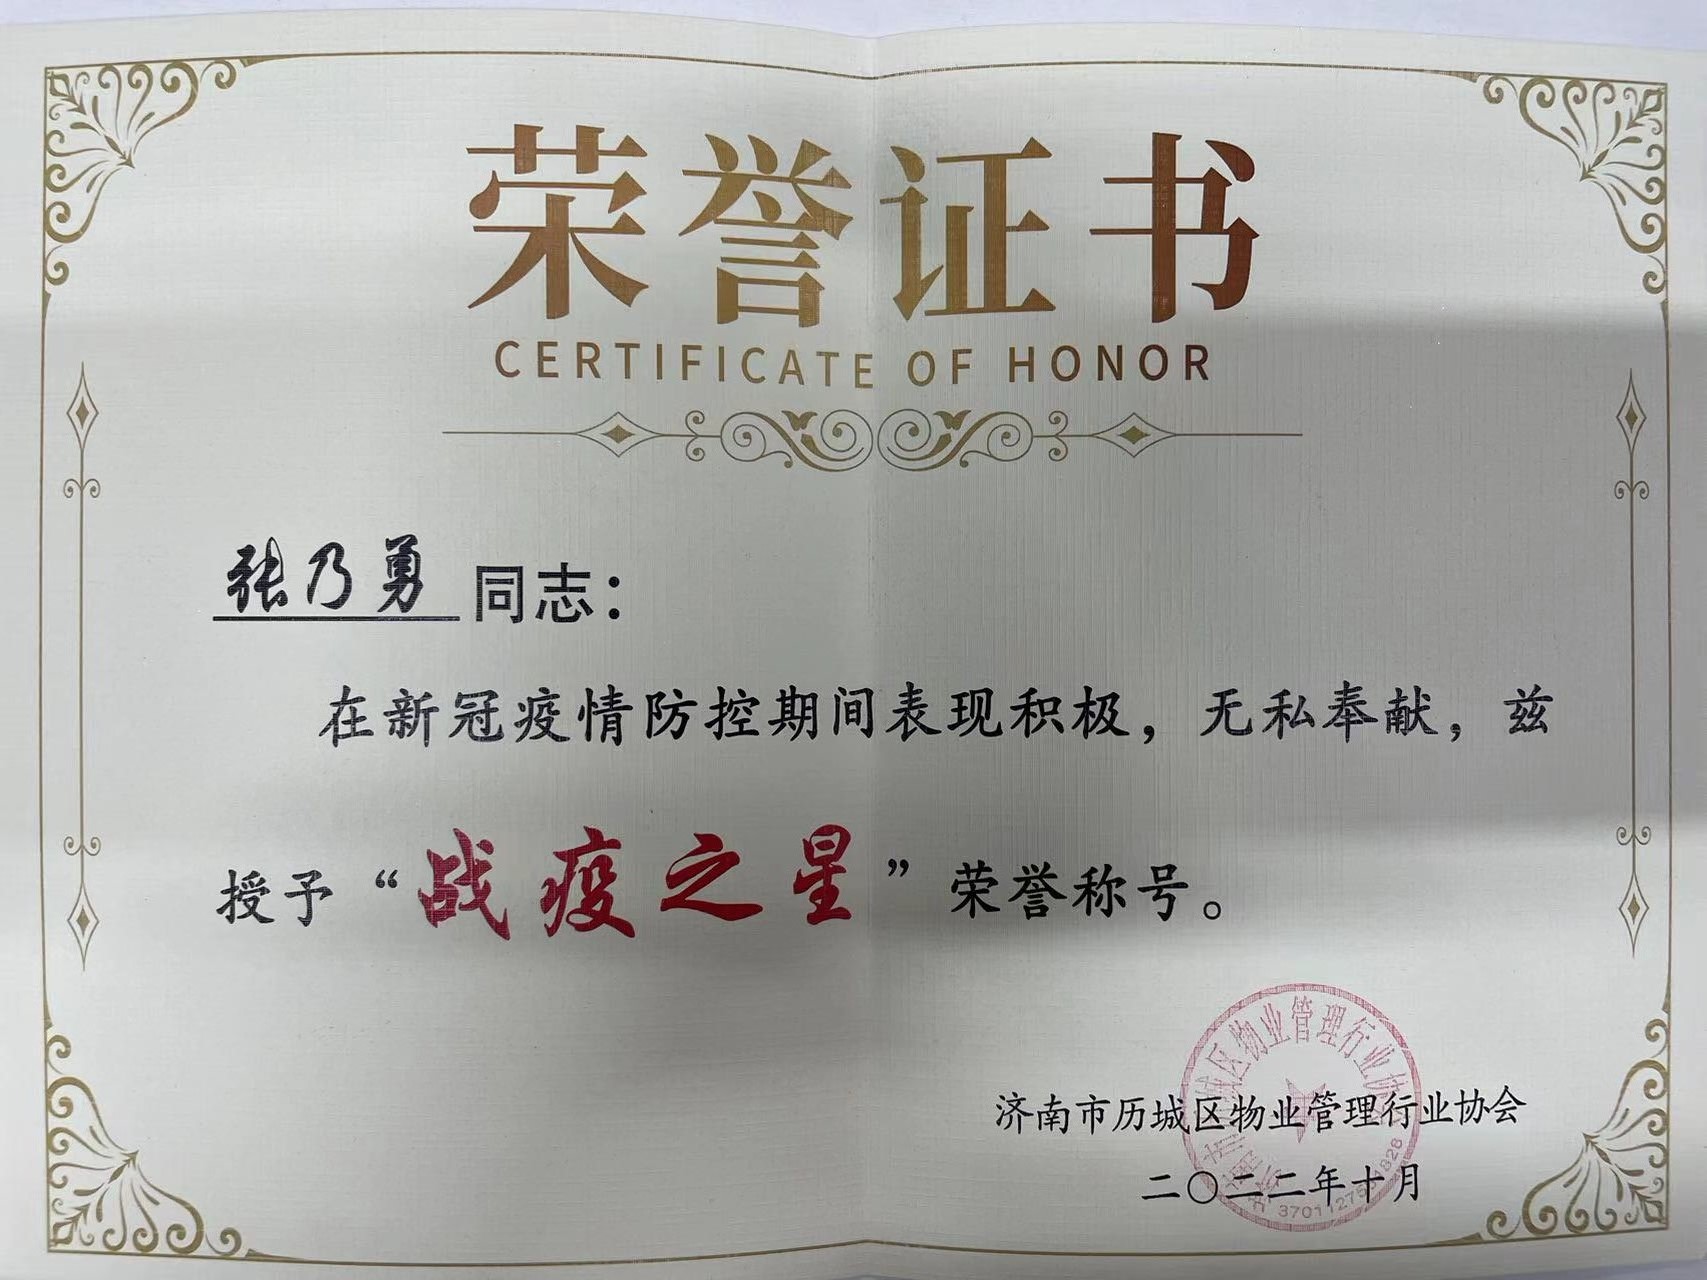 荣誉证书
CERTIFICATE OF HONOR
张乃勇 同志：
在新冠疫情防控期间表现积极，无私奉献，兹
授予“战疫之星”荣誉称号。
济南市历城区物业管理行业协会
二〇二二年十月